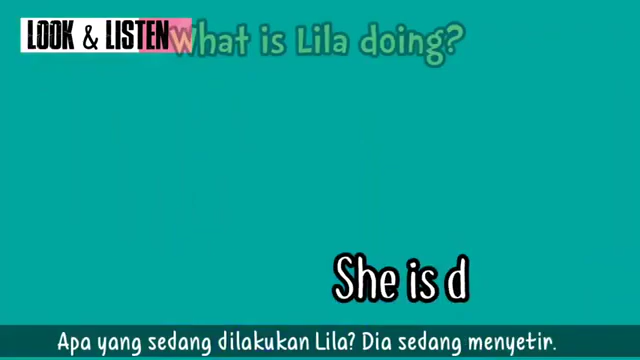 LOOK & LISTEN
What is Lila doing?
She is d
Apa yang sedang dilakukan Lila? Dia sedang menyetir.